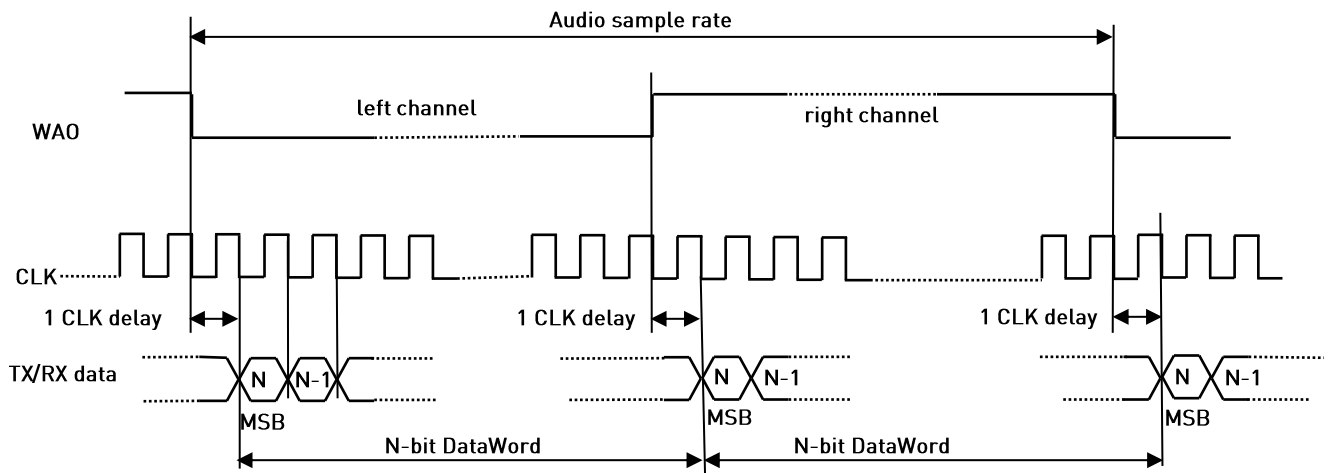 Audio sample rate
left channel
right channel
WA0
CLK
1 CLK delay
1 CLK delay
1 CLK delay
TX/RX data
N
N-1
N
N-1
N
N-1
MSB
MSB
MSB
N-bit DataWord
N-bit DataWord